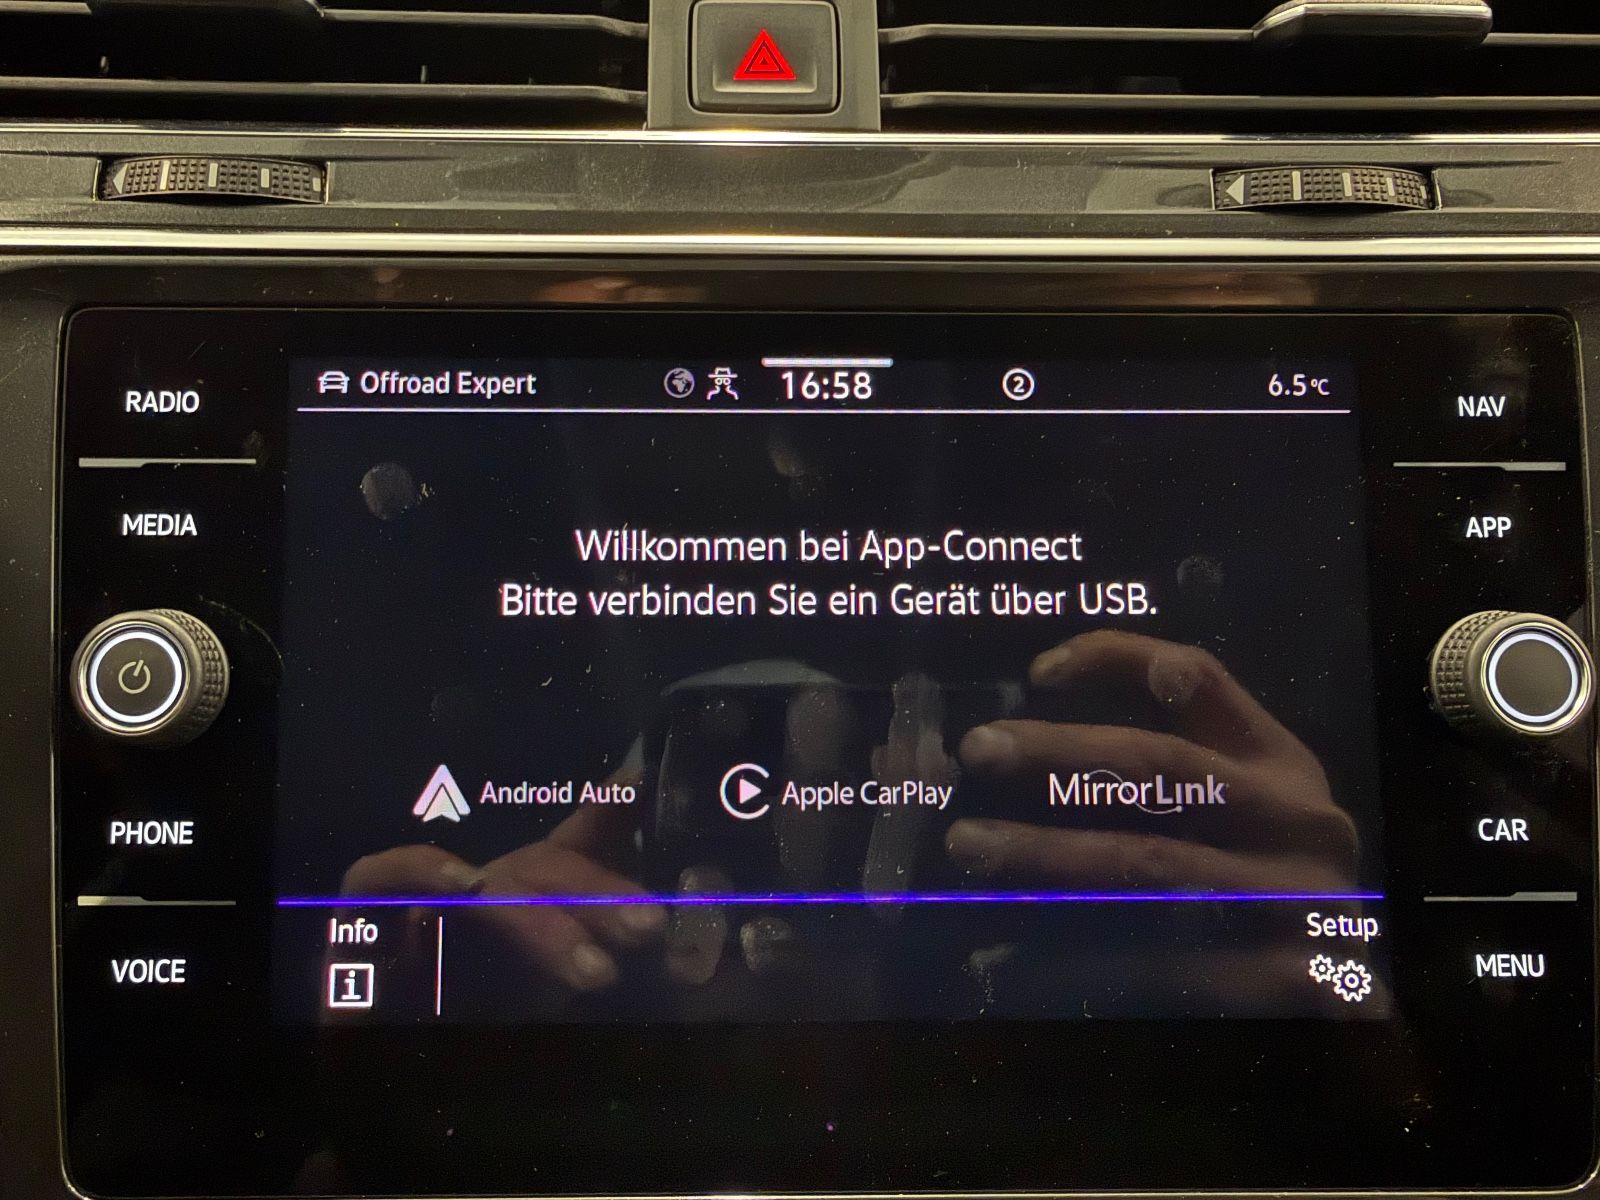 RADIO
MEDIA
PHONE
VOICE
Offroad Expert
16:58
2
6.5°C
Willkommen bei App-Connect
Bitte verbinden Sie ein Gerät über USB.
Android Auto
Apple CarPlay
MirrorLink
Info
i
Setup
NAV
APP
CAR
MENU